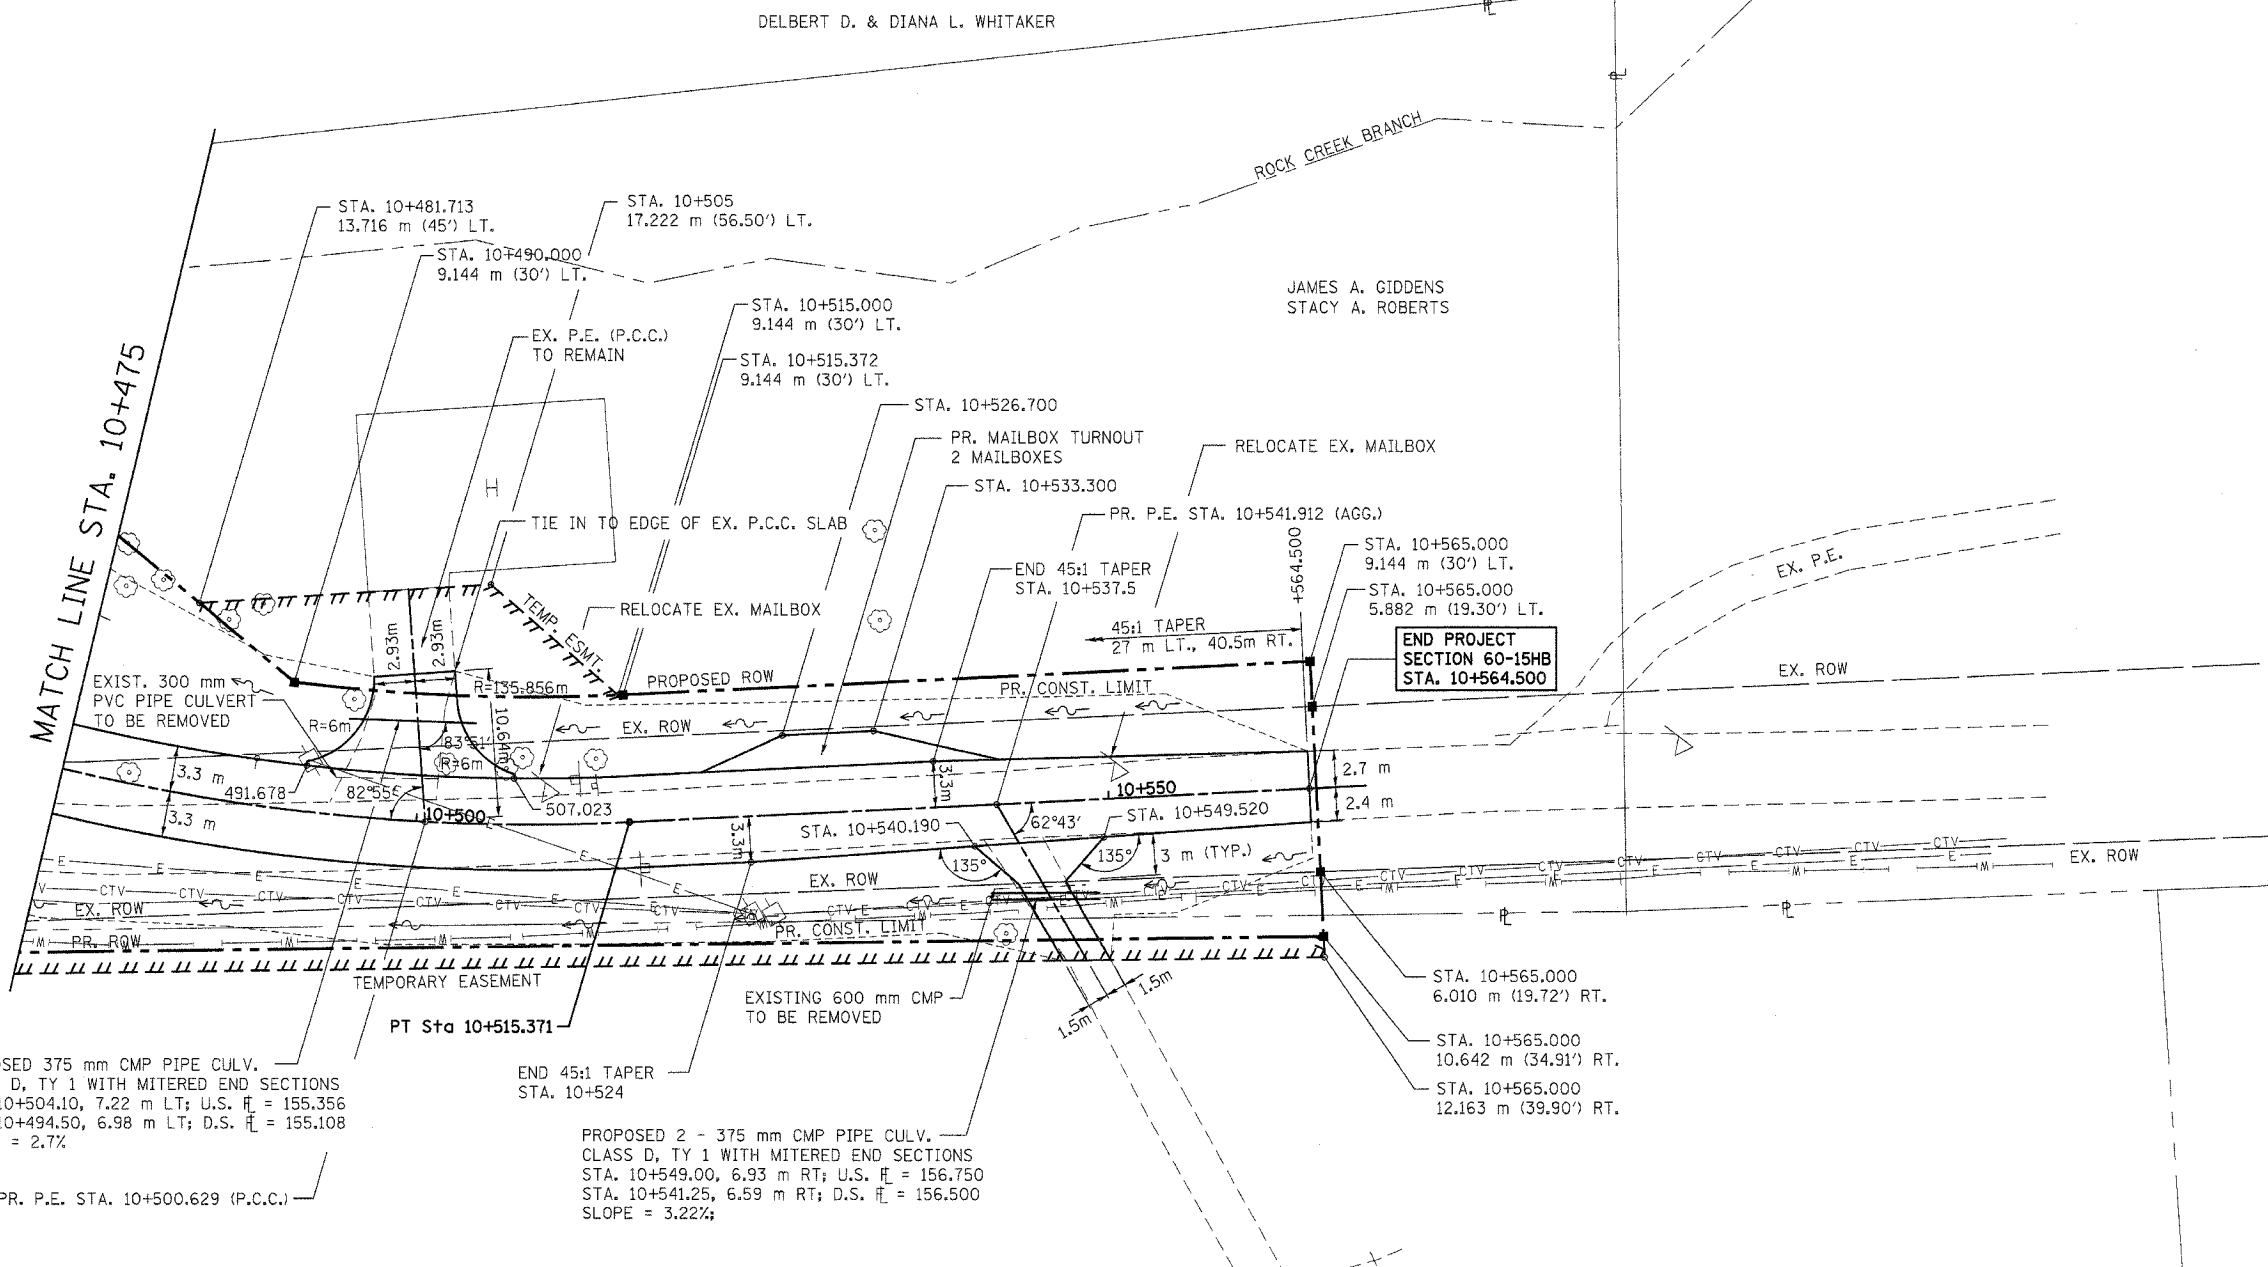 DELBERT D. & DIANA L. WHITAKER
ROCK CREEK BRANCH
STA. 10+481.713
13.716 m (45') LT.
STA. 10+505
17.222 m (56.50') LT.
STA. 10+490.000
9.144 m (30') LT.
JAMES A. GIDDENS
STACY A. ROBERTS
STA. 10+515.000
9.144 m (30') LT.
EX. P.E. (P.C.C.)
TO REMAIN
STA. 10+515.372
9.144 m (30') LT.
MATCH LINE STA. 10+475
STA. 10+526.700
PR. MAILBOX TURNOUT
2 MAILBOXES
RELOCATE EX. MAILBOX
H
STA. 10+533.300
TIE IN TO EDGE OF EX. P.C.C. SLAB
PR. P.E. STA. 10+541.912 (AGG.)
+564.500
STA. 10+565.000
9.144 m (30') LT.
EX. P.E.
END 45:1 TAPER
STA. 10+537.5
STA. 10+565.000
5.882 m (19.30') LT.
TEMP. ESMT.
RELOCATE EX. MAILBOX
45:1 TAPER
27 m LT., 40.5m RT.
END PROJECT
SECTION 60-15HB
STA. 10+564.500
2.93m
2.93m
EXIST. 300 mm
PVC PIPE CULVERT
TO BE REMOVED
R=135.856m
PROPOSED ROW
PR. CONST. LIMIT
EX. ROW
R=6m
10.64m
EX. ROW
83°51'
R=6m
3.3 m
491.678
82°55'
507.023
3.3m
10+550
2.7 m
2.4 m
3.3 m
10+500
3.3m
STA. 10+540.190
62°43'
STA. 10+549.520
135°
135°
3 m (TYP.)
EX. ROW
EX. ROW
EX. ROW
PR. ROW
PR. CONST. LIMIT
TEMPORARY EASEMENT
EXISTING 600 mm CMP
TO BE REMOVED
1.5m
1.5m
STA. 10+565.000
6.010 m (19.72') RT.
PT Sta 10+515.371
STA. 10+565.000
10.642 m (34.91') RT.
END 45:1 TAPER
STA. 10+524
STA. 10+565.000
12.163 m (39.90') RT.
SED 375 mm CMP PIPE CULV.
D, TY 1 WITH MITERED END SECTIONS
10+504.10, 7.22 m LT; U.S. FL = 155.356
10+494.50, 6.98 m LT; D.S. FL = 155.108
= 2.7%
PR. P.E. STA. 10+500.629 (P.C.C.)
PROPOSED 2 - 375 mm CMP PIPE CULV.
CLASS D, TY 1 WITH MITERED END SECTIONS
STA. 10+549.00, 6.93 m RT; U.S. FL = 156.750
STA. 10+541.25, 6.59 m RT; D.S. FL = 156.500
SLOPE = 3.22%;